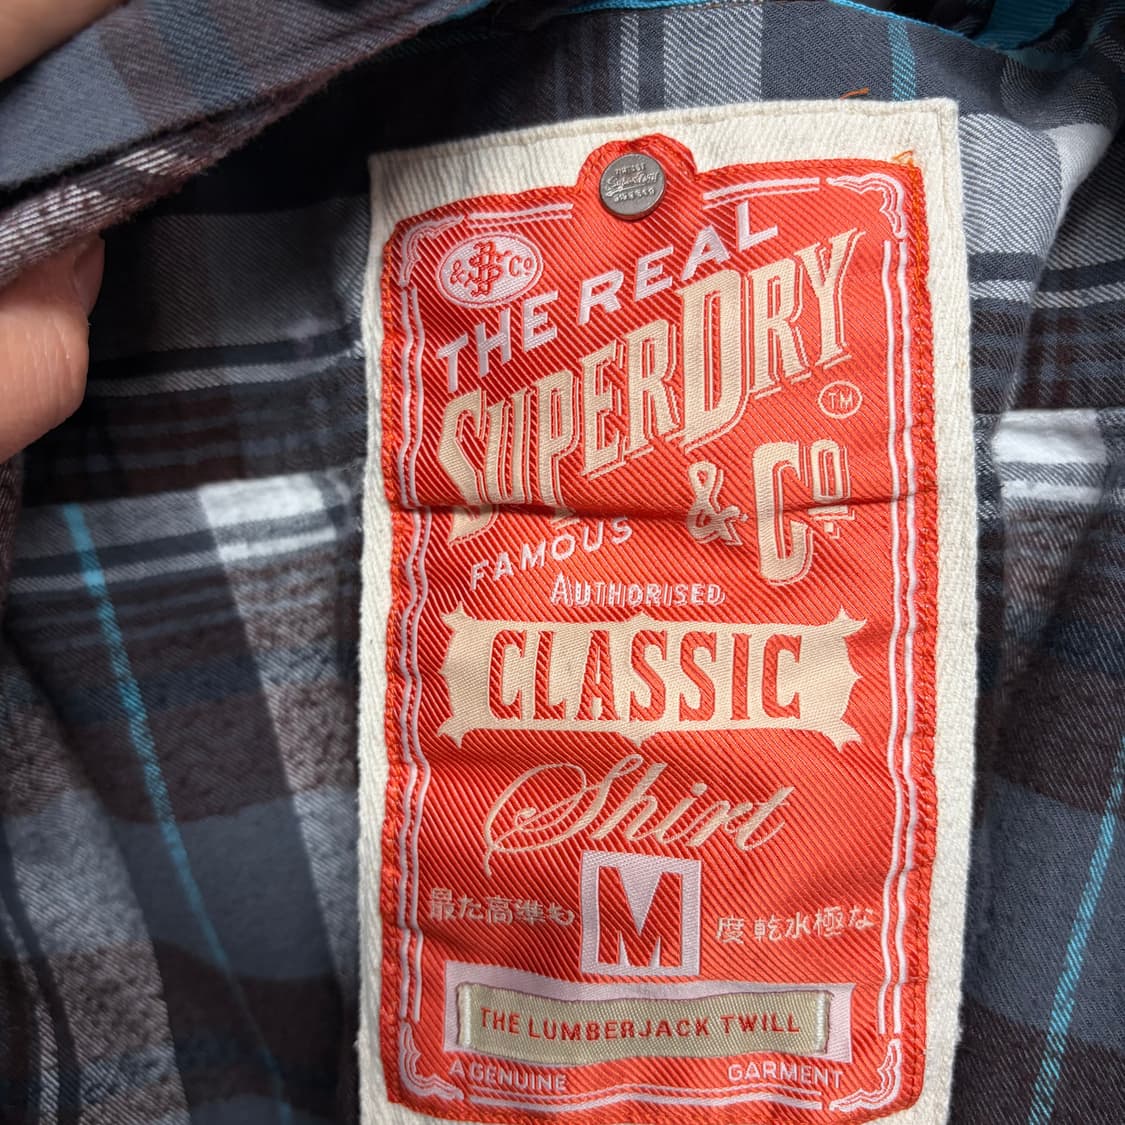 & S Co
THE REAL
SUPERDRY
TM
& Co
FAMOUS
AUTHORISED
CLASSIC
Shirt
M
最た高準も
度乾水極な
THE LUMBERJACK TWILL
A GENUINE GARMENT